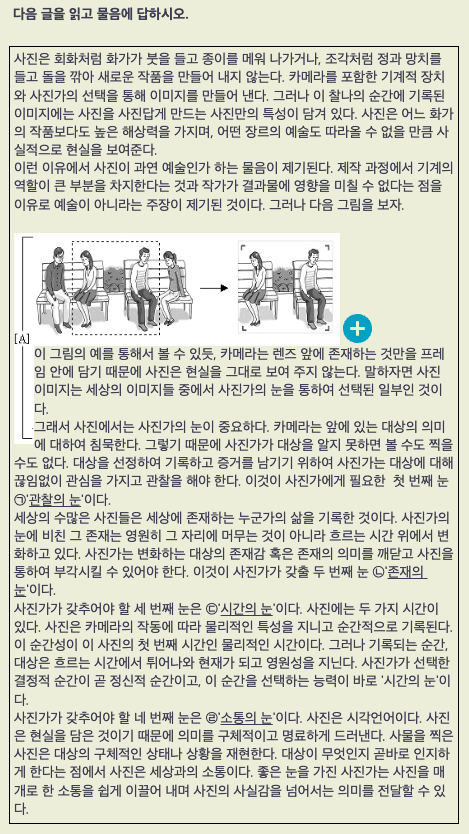 다음 글을 읽고 물음에 답하시오.
사진은 회화처럼 화가가 붓을 들고 종이를 메워 나가거나, 조각처럼 정과 망치를
들고 돌을 깎아 새로운 작품을 만들어 내지 않는다. 카메라를 포함한 기계적 장치
와 사진가의 선택을 통해 이미지를 만들어 낸다. 그러나 이 찰나의 순간에 기록된
이미지에는 사진을 사진답게 만드는 사진만의 특성이 담겨 있다. 사진은 어느 화가
의 작품보다도 높은 해상력을 가지며, 어떤 장르의 예술도 따라올 수 없을 만큼 사
실적으로 현실을 보여준다.
이런 이유에서 사진이 과연 예술인가 하는 물음이 제기된다. 제작 과정에서 기계의
역할이 큰 부분을 차지한다는 것과 작가가 결과물에 영향을 미칠 수 없다는 점을
이유로 예술이 아니라는 주장이 제기된 것이다. 그러나 다음 그림을 보자.
[A]
이 그림의 예를 통해서 볼 수 있듯, 카메라는 렌즈 앞에 존재하는 것만을 프레
임 안에 담기 때문에 사진은 현실을 그대로 보여 주지 않는다. 말하자면 사진
이미지는 세상의 이미지들 중에서 사진가의 눈을 통하여 선택된 일부인 것이
다.
그래서 사진에서는 사진가의 눈이 중요하다. 카메라는 앞에 있는 대상의 의미
에 대하여 침묵한다. 그렇기 때문에 사진가가 대상을 알지 못하면 볼 수도 찍을
수도 없다. 대상을 선정하여 기록하고 증거를 남기기 위하여 사진가는 대상에 대해
끊임없이 관심을 가지고 관찰을 해야 한다. 이것이 사진가에게 필요한 첫 번째 눈
㉠'관찰의 눈'이다.
세상의 수많은 사진들은 세상에 존재하는 누군가의 삶을 기록한 것이다. 사진가의
눈에 비친 그 존재는 영원히 그 자리에 머무는 것이 아니라 흐르는 시간 위에서 변
화하고 있다. 사진가는 변화하는 대상의 존재감 혹은 존재의 의미를 깨닫고 사진을
통하여 부각시킬 수 있어야 한다. 이것이 사진가가 갖출 두 번째 눈 ㉡'존재의
눈'이다.
사진가가 갖추어야 할 세 번째 눈은 ㉢'시간의 눈'이다. 사진에는 두 가지 시간이
있다. 사진은 카메라의 작동에 따라 물리적인 특성을 지니고 순간적으로 기록된다.
이 순간성이 이 사진의 첫 번째 시간인 물리적인 시간이다. 그러나 기록되는 순간,
대상은 흐르는 시간에서 튀어나와 현재가 되고 영원성을 지닌다. 사진가가 선택한
결정적 순간이 곧 정신적 순간이고, 이 순간을 선택하는 능력이 바로 '시간의 눈'이
다.
사진가가 갖추어야 할 네 번째 눈은 ㉣'소통의 눈'이다. 사진은 시각언어이다. 사진
은 현실을 담은 것이기 때문에 의미를 구체적이고 명료하게 드러낸다. 사물을 찍은
사진은 대상의 구체적인 상태나 상황을 재현한다. 대상이 무엇인지 곧바로 인지하
게 한다는 점에서 사진은 세상과의 소통이다. 좋은 눈을 가진 사진가는 사진을 매
개로 한 소통을 쉽게 이끌어 내며 사진의 사실감을 넘어서는 의미를 전달할 수 있
다.